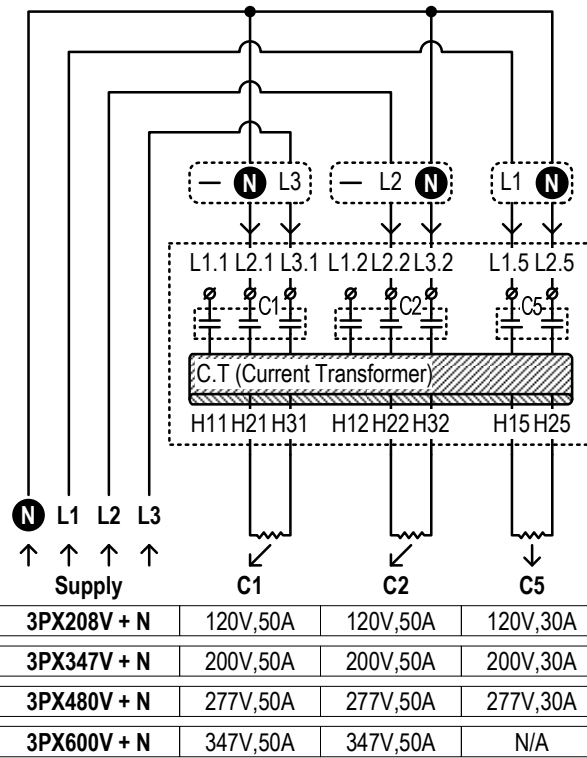 — N L3 — L2 N L1 N
L1.1 L2.1 L3.1 L1.2 L2.2 L3.2 L1.5 L2.5
C1 C2 C5
C.T (Current Transformer)
H11 H21 H31 H12 H22 H32 H15 H25
N L1 L2 L3
Supply C1 C2 C5
3PX208V + N 120V,50A 120V,50A 120V,30A
3PX347V + N 200V,50A 200V,50A 200V,30A
3PX480V + N 277V,50A 277V,50A 277V,30A
3PX600V + N 347V,50A 347V,50A N/A